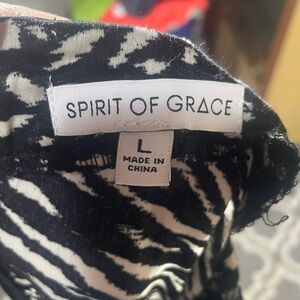 SPIRIT OF GRACE
L
MADE IN
CHINA